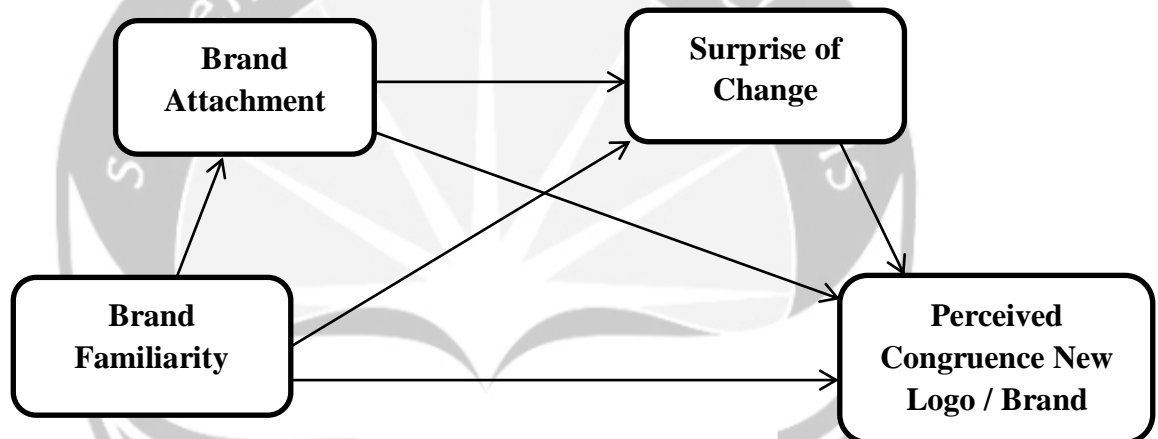 Brand
Attachment
Surprise of
Change
Brand
Familiarity
Perceived
Congruence New
Logo / Brand